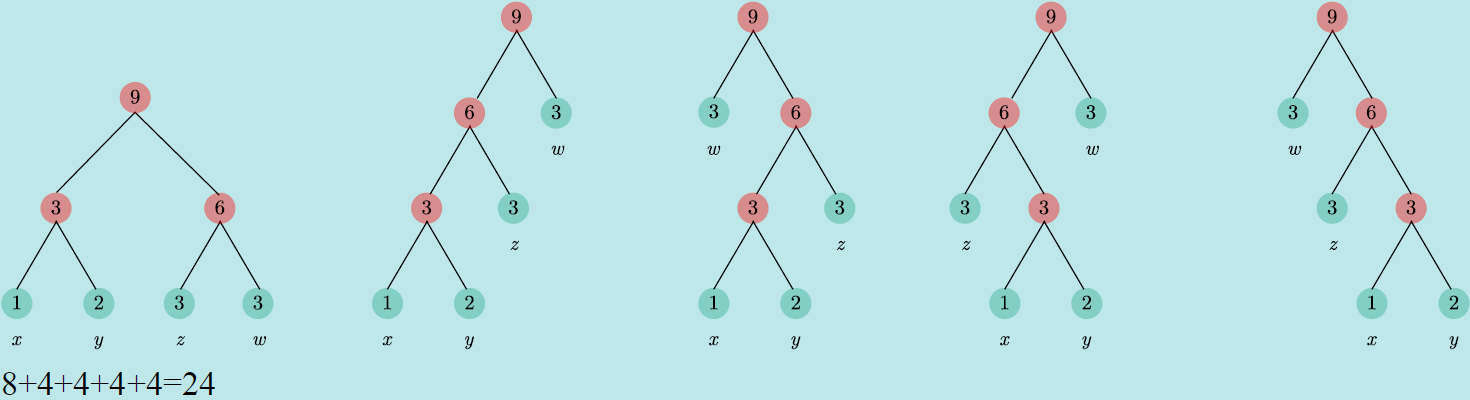 9 9 9 9
9
6 3 3 6 6 3 3 6
w w w w
3 6 3 3 3 3 3 3 3 3
z z z z
1 2 3 3 1 2 1 2 1 2 1 2
x y z w x y x y x y x y
8+4+4+4+4=24